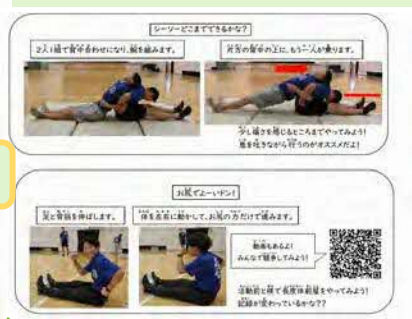 シーソーどこまでできるかな？
2人1組で背中合わせになり、腕を組みます。
片方の背中の上に、もう一人が乗ります。
少し痛さを感じるところまでやってみよう！
息を吐きながら行うのがオススメだよ！
お尻でよーいドン！
足と背筋を伸ばします。
体を左右に動かして、お尻の力だけで進みます。
動画もあるよ！
みんなで競争してみよう！
活動前と後で長座体前屈をやってみよう！
記録が変わっているかな？？